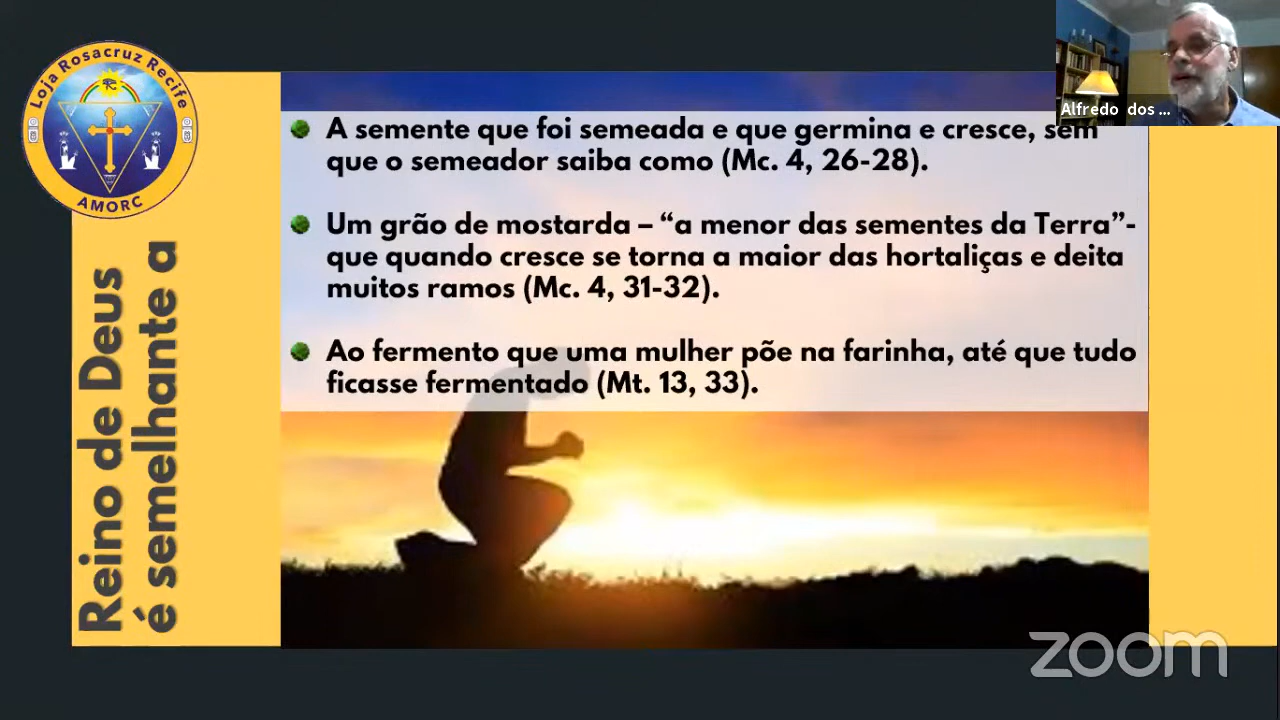 Loja Rosacruz Recife
AMORC
Reino de Deus
é semelhante a
A semente que foi semeada e que germina e cresce, sem
que o semeador saiba como (Mc. 4, 26-28).
Um grão de mostarda – “a menor das sementes da Terra”-
que quando cresce se torna a maior das hortaliças e deita
muitos ramos (Mc. 4, 31-32).
Ao fermento que uma mulher põe na farinha, até que tudo
ficasse fermentado (Mt. 13, 33).
Alfredo dos ...
zoom